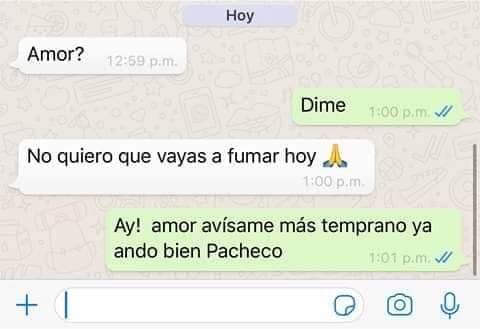 Hoy
Amor?
12:59 p.m.
Dime
1:00 p.m.
No quiero que vayas a fumar hoy 🙏
1:00 p.m.
Ay! amor avísame más temprano ya
ando bien Pacheco
1:01 p.m.